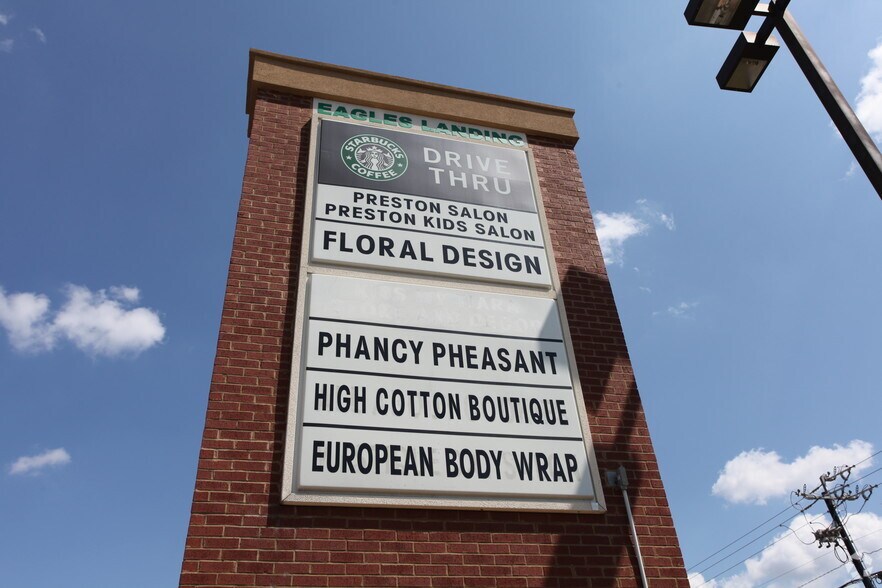 EAGLES LANDING
STARBUCKS
COFFEE
DRIVE
THRU
PRESTON SALON
PRESTON KIDS SALON
FLORAL DESIGN
PHANCY PHEASANT
HIGH COTTON BOUTIQUE
EUROPEAN BODY WRAP